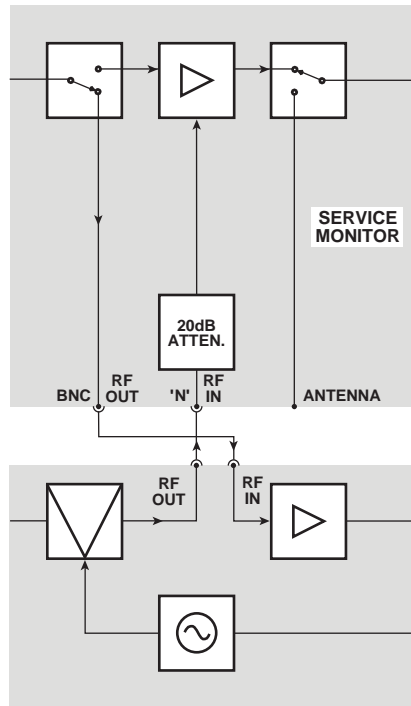 SERVICE
MONITOR
20dB
ATTEN.
BNC
RF
OUT
'N'
RF
IN
ANTENNA
RF
OUT
RF
IN